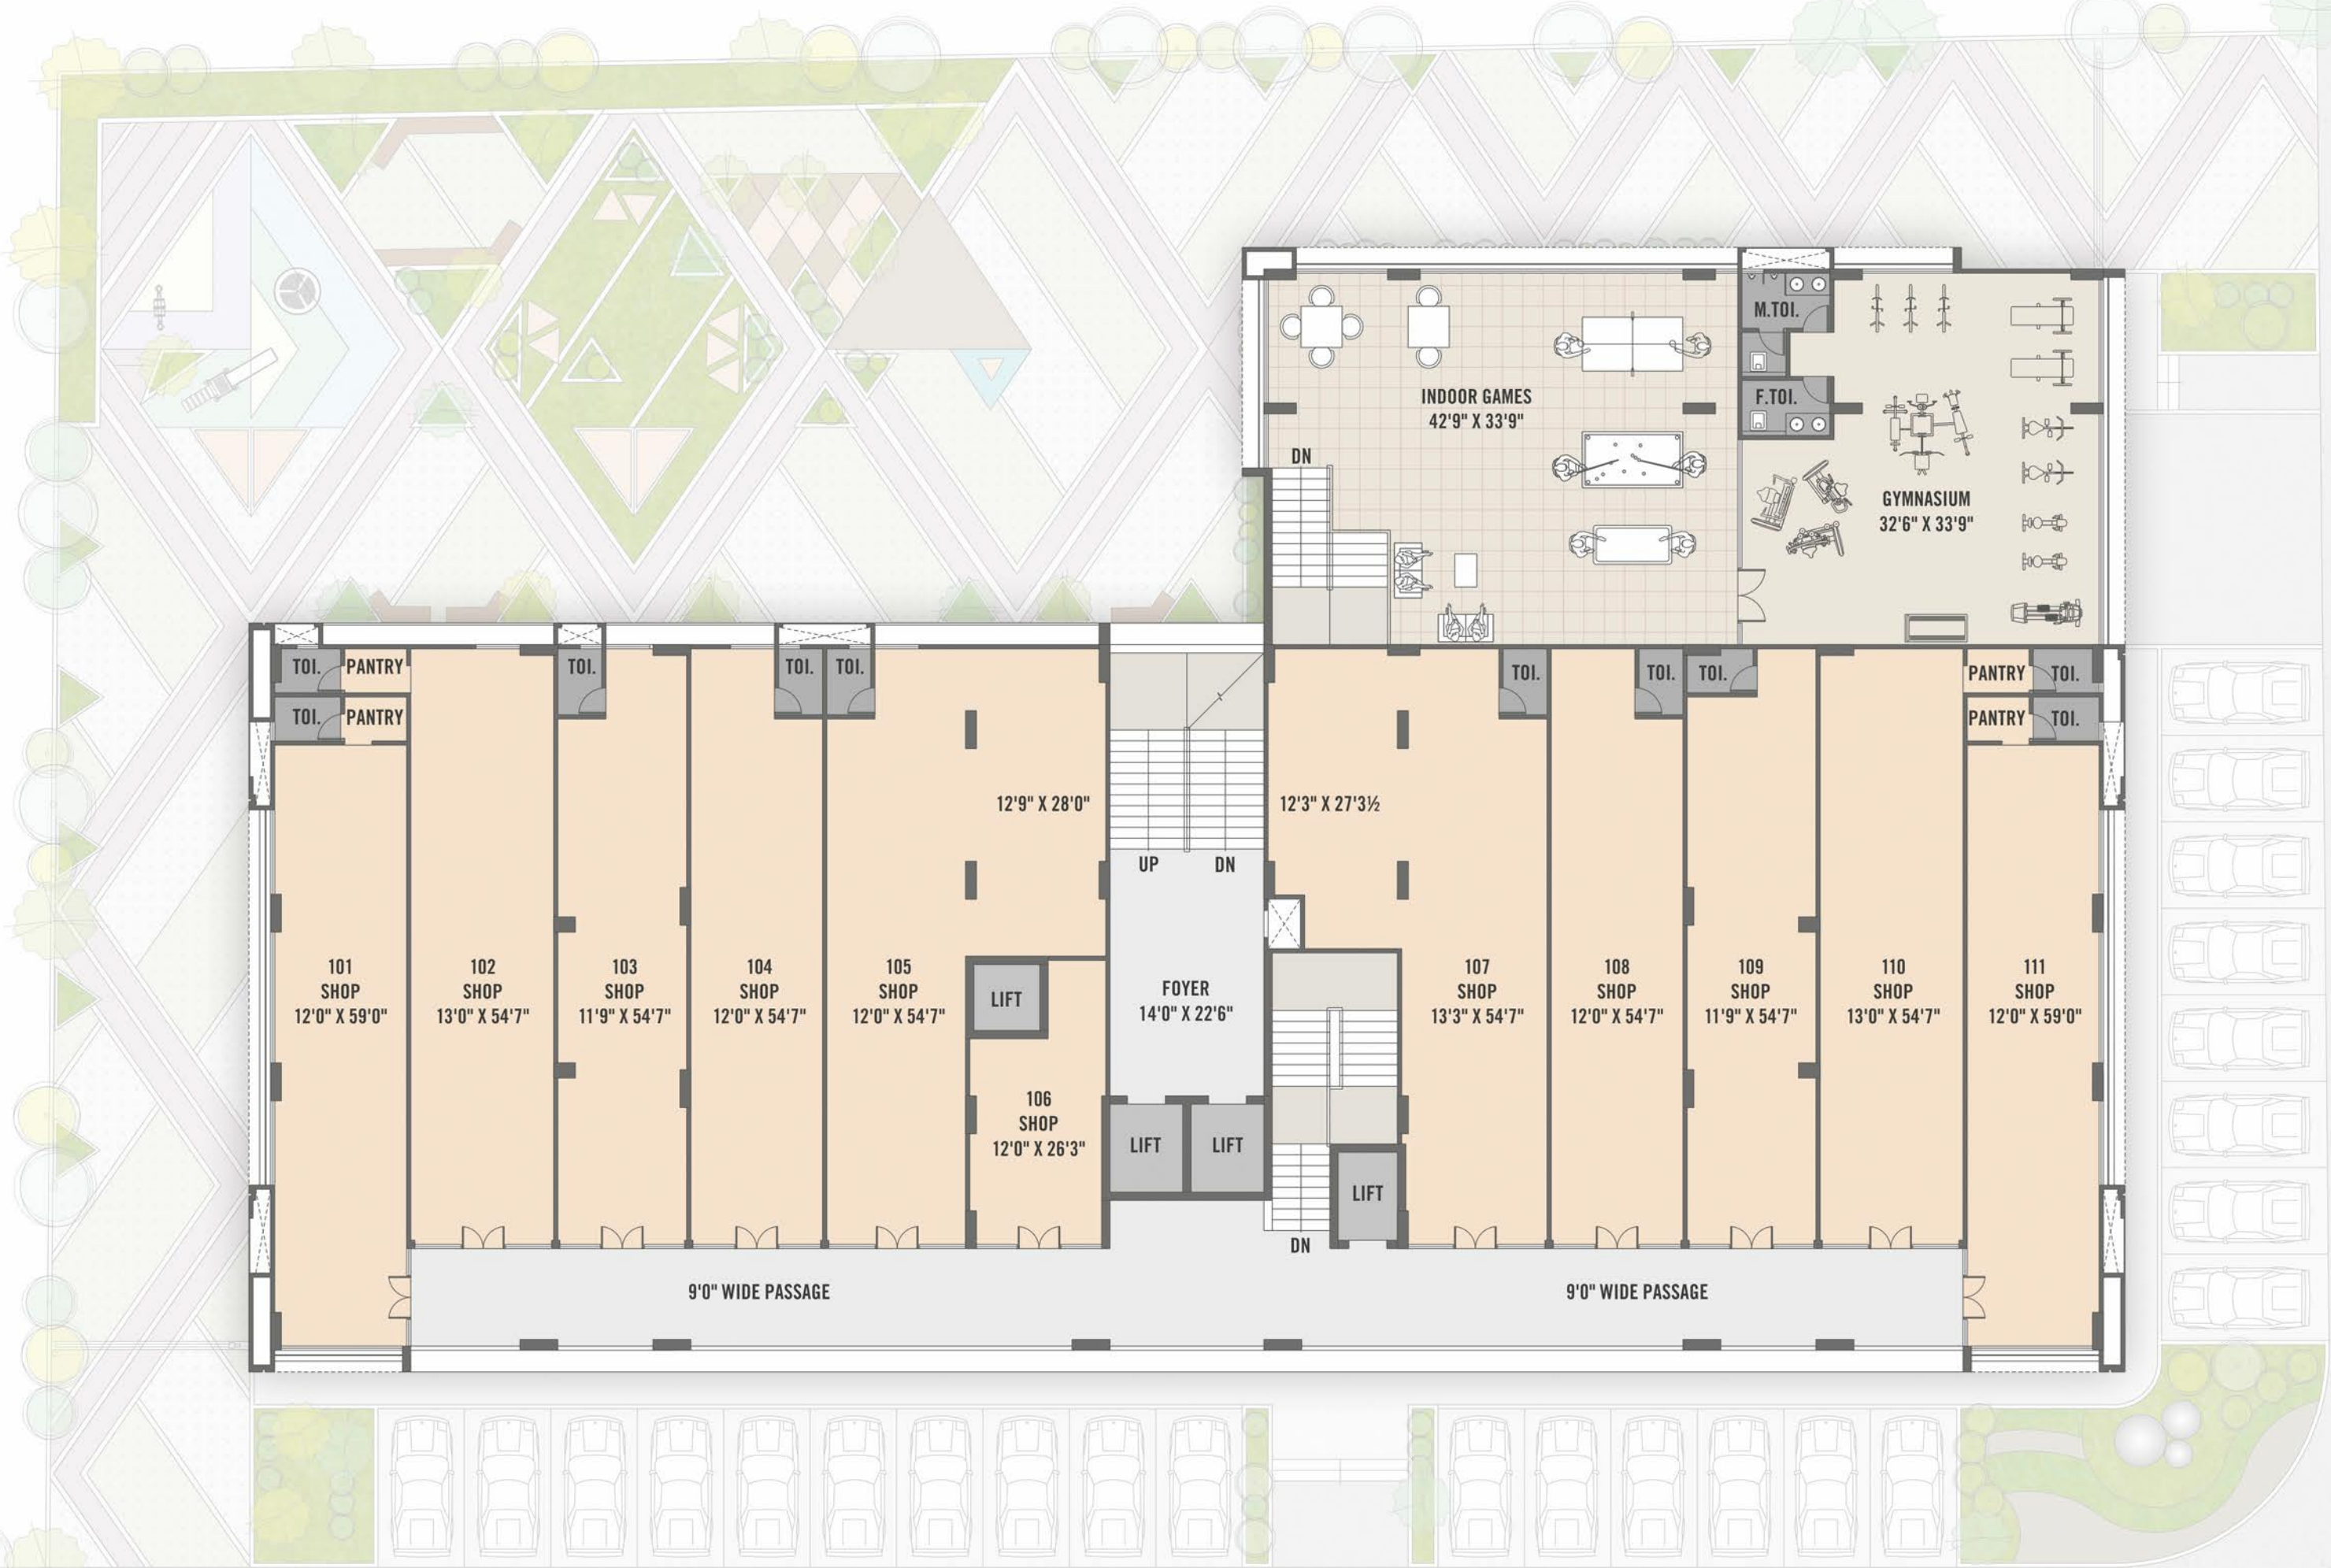 M.TOI.
INDOOR GAMES
42'9" X 33'9"
F.TOI.
DN
GYMNASIUM
32'6" X 33'9"
TOI.
PANTRY
TOI.
TOI.
TOI.
TOI.
TOI.
TOI.
PANTRY
TOI.
TOI.
PANTRY
PANTRY
TOI.
12'9" X 28'0"
12'3" X 27'3½
UP
DN
101
SHOP
12'0" X 59'0"
102
SHOP
13'0" X 54'7"
103
SHOP
11'9" X 54'7"
104
SHOP
12'0" X 54'7"
105
SHOP
12'0" X 54'7"
LIFT
FOYER
14'0" X 22'6"
107
SHOP
13'3" X 54'7"
108
SHOP
12'0" X 54'7"
109
SHOP
11'9" X 54'7"
110
SHOP
13'0" X 54'7"
111
SHOP
12'0" X 59'0"
106
SHOP
12'0" X 26'3"
LIFT
LIFT
LIFT
DN
9'0" WIDE PASSAGE
9'0" WIDE PASSAGE